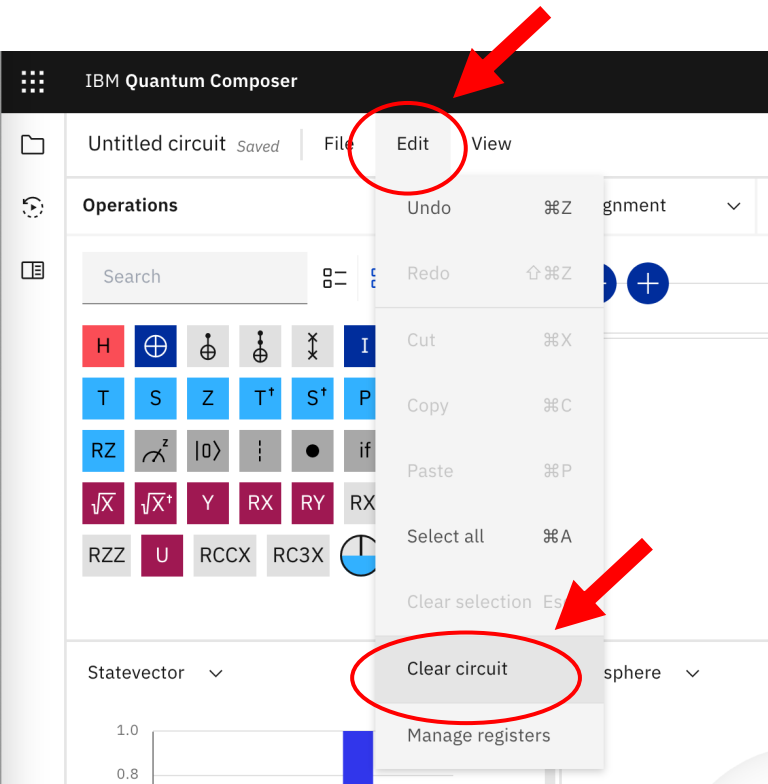 IBM Quantum Composer
Untitled circuit Saved File Edit View
Operations
Search
H I
T S Z T† S† P
RZ z |0⟩ if
√X √X† Y RX RY RX
RZZ U RCCX RC3X
Undo ⌘Z
Redo ⇧⌘Z
Cut ⌘X
Copy ⌘C
Paste ⌘P
Select all ⌘A
Clear selection
Clear circuit
Manage registers
gnment
Statevector
sphere
1.0
0.8